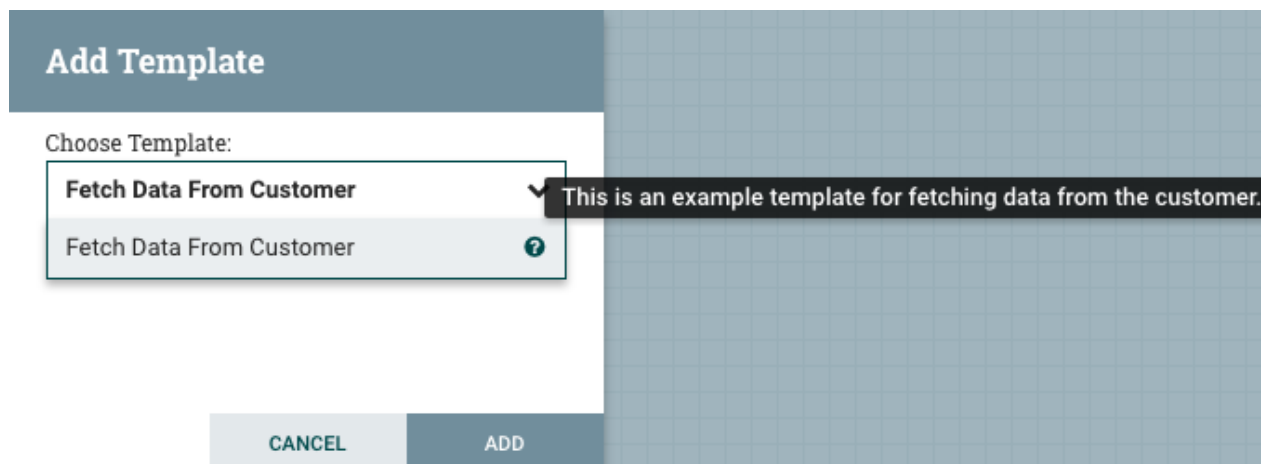 Add Template
Choose Template:
Fetch Data From Customer
This is an example template for fetching data from the customer.
Fetch Data From Customer
?
CANCEL
ADD